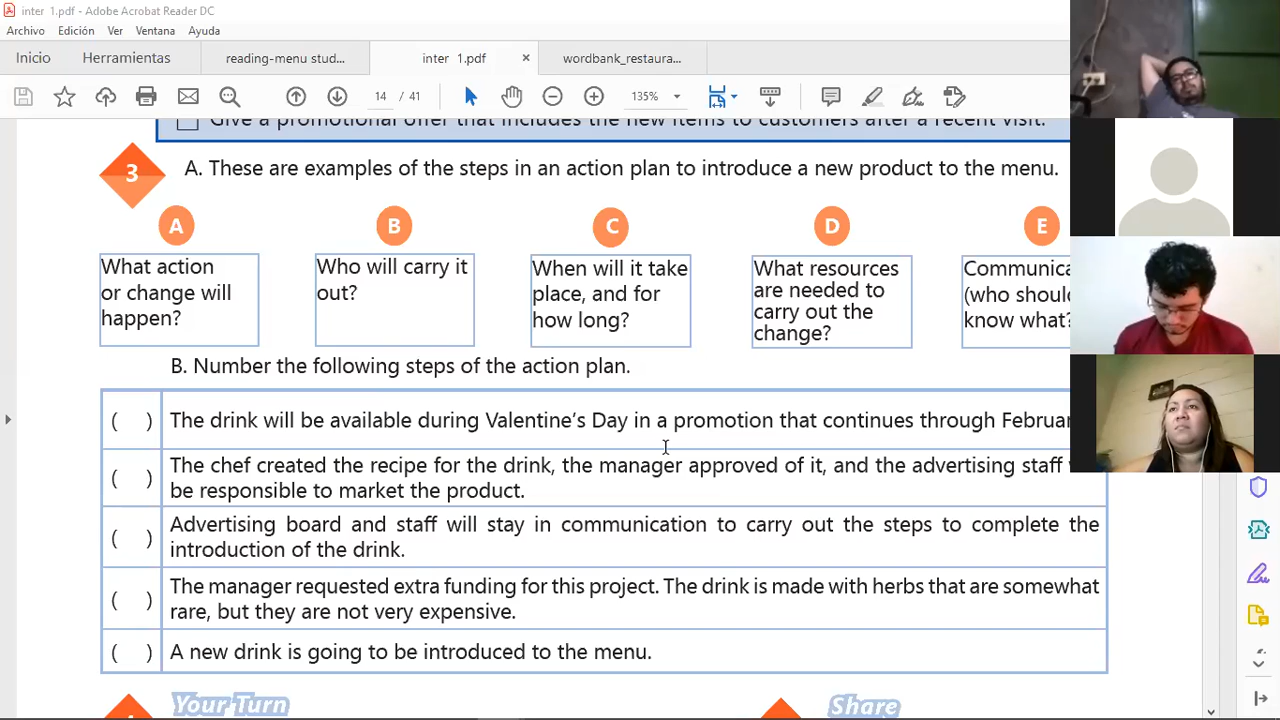 inter 1.pdf - Adobe Acrobat Reader DC
Archivo Edición Ver Ventana Ayuda
Inicio Herramientas reading-menu stud... inter 1.pdf × wordbank_restaura...
14 / 41 135%
Give a promotional offer that includes the new items to customers after a recent visit.
3 A. These are examples of the steps in an action plan to introduce a new product to the menu.
A B C D E
What action
or change will
happen?
Who will carry it
out?
When will it take
place, and for
how long?
What resources
are needed to
carry out the
change?
(who
know what?
B. Number the following steps of the action plan.
( ) The drink will be available during Valentine's Day in a promotion that continues through
( ) The chef created the recipe for the drink, the manager approved of it, and the advertising staff
be responsible to market the product.
( ) Advertising board and staff will stay in communication to carry out the steps to complete the
introduction of the drink.
( ) The manager requested extra funding for this project. The drink is made with herbs that are somewhat
rare, but they are not very expensive.
( ) A new drink is going to be introduced to the menu.
Your Turn Share